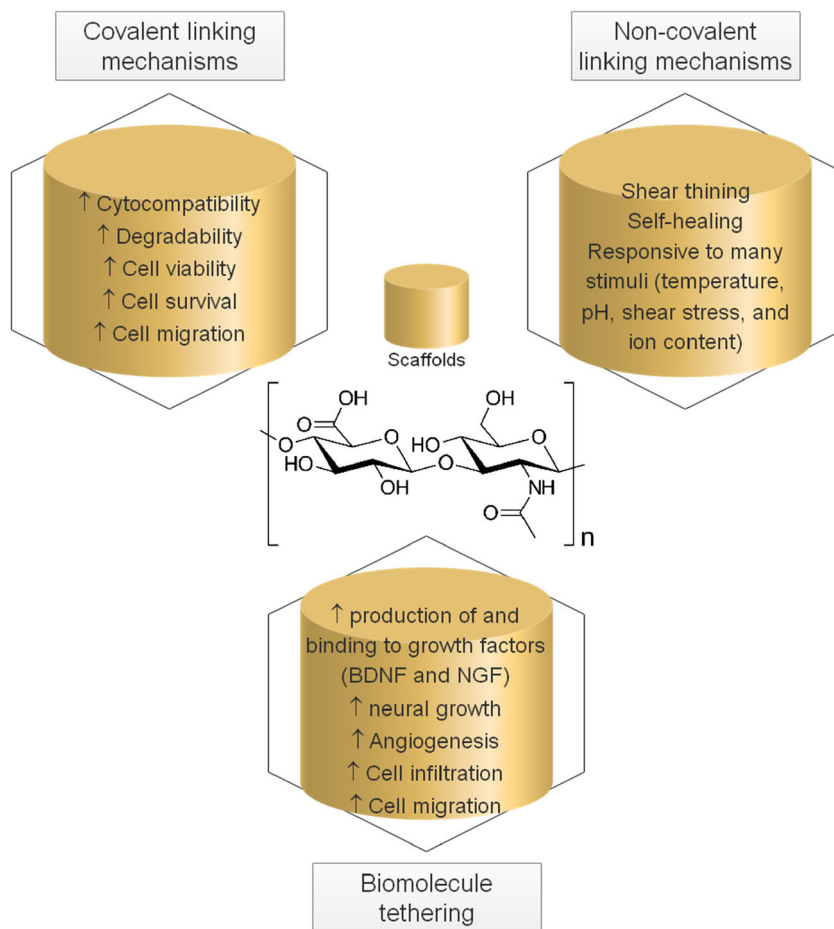 Covalent linking
mechanisms
Non-covalent
linking mechanisms
↑ Cytocompatibility
↑ Degradability
↑ Cell viability
↑ Cell survival
↑ Cell migration
Shear thining
Self-healing
Responsive to many
stimuli (temperature,
pH, shear stress, and
ion content)
Scaffolds
OH
O
O
HO
OH
O
O
OH
HO
O
O
NH
O
n
↑ production of and
binding to growth factors
(BDNF and NGF)
↑ neural growth
↑ Angiogenesis
↑ Cell infiltration
↑ Cell migration
Biomolecule
tethering